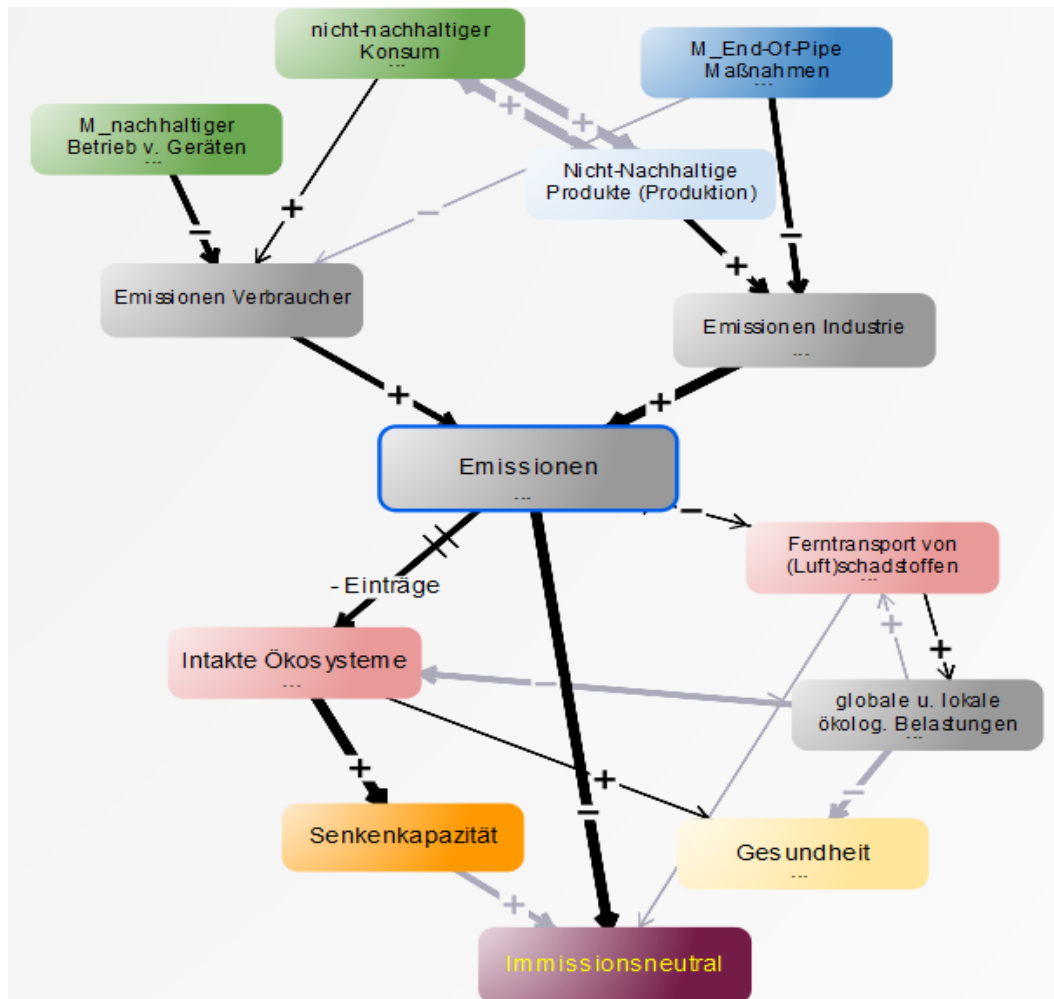 nicht-nachhaltiger
Konsum
...
M_End-Of-Pipe
Maßnahmen
...
M_nachhaltiger
Betrieb v. Geräten
...
+
+
Nicht-Nachhaltige
Produkte (Produktion)
−
+
−
−
+
Emissionen Verbraucher
Emissionen Industrie
...
+
+
Emissionen
...
−
Ferntransport von
(Luft)schadstoffen
...
- Einträge
+
+
Intakte Ökosysteme
...
−
globale u. lokale
ökolog. Belastungen
...
+
+
−
−
Senkenkapazität
Gesundheit
...
+
Immissionsneutral